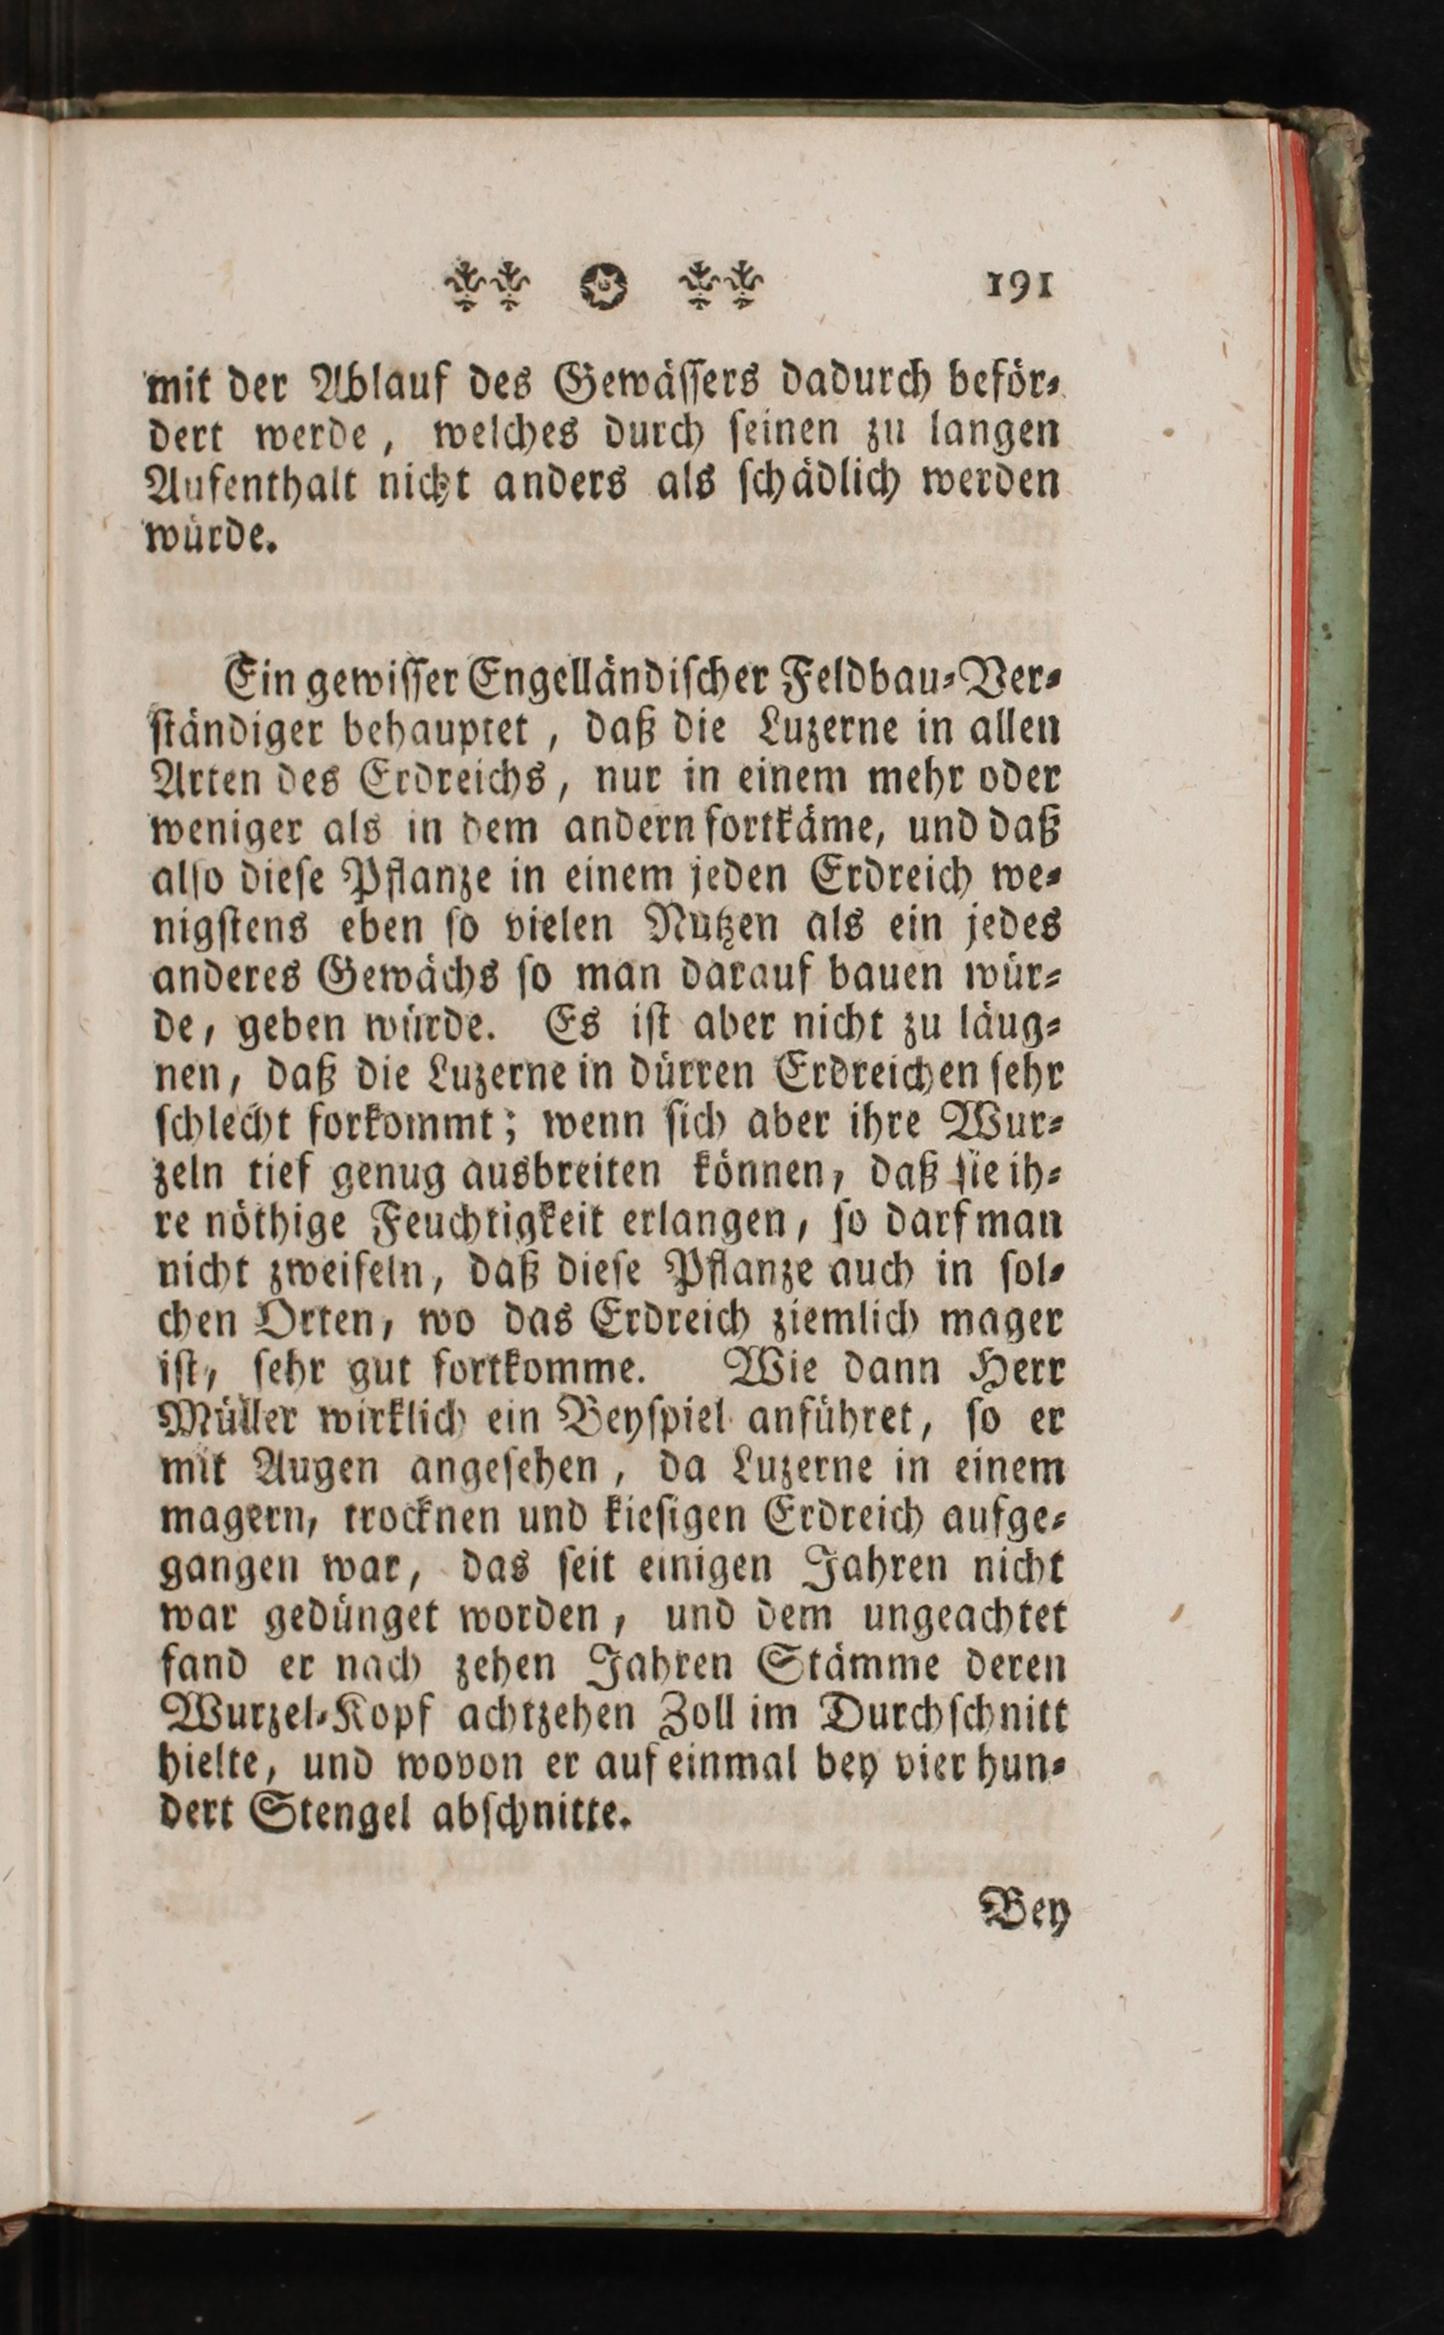 191
mit der Ablauf des Gewäſſers dadurch beför⸗
dert werde, welches durch ſeinen zu langen
Aufenthalt nicht anders als ſchädlich werden
würde.
Ein gewiſſer Engelländiſcher Feldbau⸗Ver⸗
ſtändiger behauptet, daß die Luzerne in allen
Arten des Erdreichs, nur in einem mehr oder
weniger als in dem andern fortkäme, und daß
alſo dieſe Pflanze in einem jeden Erdreich we⸗
nigſtens eben ſo vielen Nutzen als ein jedes
anderes Gewächs ſo man darauf bauen wür⸗
de, geben würde. Es iſt aber nicht zu läug⸗
nen, daß die Luzerne in dürren Erdreichen ſehr
ſchlecht forkommt; wenn ſich aber ihre Wur⸗
zeln tief genug ausbreiten können, daß ſie ih⸗
re nöthige Feuchtigkeit erlangen, ſo darf man
nicht zweifeln, daß dieſe Pflanze auch in ſol⸗
chen Orten, wo das Erdreich ziemlich mager
iſt, ſehr gut fortkomme. Wie dann Herr
Müller wirklich ein Beyſpiel anführet, ſo er
mit Augen angeſehen, da Luzerne in einem
magern, trocknen und kieſigen Erdreich aufge⸗
gangen war, das ſeit einigen Jahren nicht
war gedünget worden, und dem ungeachtet
fand er nach zehen Jahren Stämme deren
Wurzel⸗Kopf achtzehen Zoll im Durchſchnitt
hielte, und wovon er auf einmal bey vier hun⸗
dert Stengel abſchnitte.
Bey